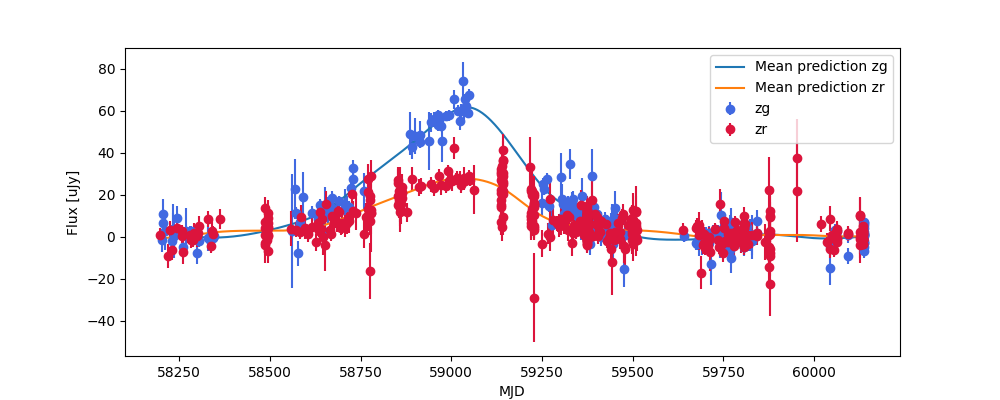 Mean prediction zg
Mean prediction zr
zg
zr
80
60
40
20
0
−20
−40
Flux [uJy]
58250
58500
58750
59000
59250
59500
59750
60000
MJD